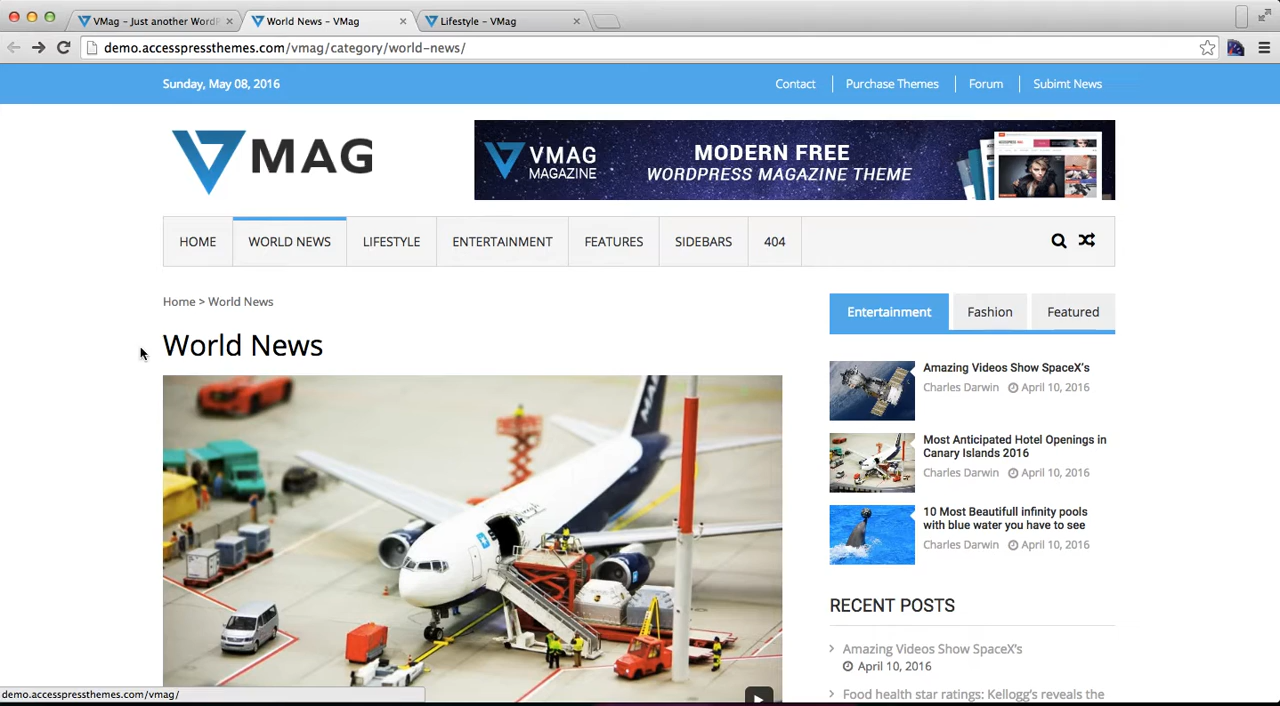 VMag - Just another WordP
World News - VMag
Lifestyle - VMag
demo.accesspressthemes.com/vmag/category/world-news/
Sunday, May 08, 2016
Contact
Purchase Themes
Forum
Subimt News
VMAG
VMAG
MAGAZINE
MODERN FREE
WORDPRESS MAGAZINE THEME
HOME
WORLD NEWS
LIFESTYLE
ENTERTAINMENT
FEATURES
SIDEBARS
404
Home > World News
World News
Entertainment
Fashion
Featured
Amazing Videos Show SpaceX's
Charles Darwin April 10, 2016
Most Anticipated Hotel Openings in
Canary Islands 2016
Charles Darwin April 10, 2016
10 Most Beautifull infinity pools
with blue water you have to see
Charles Darwin April 10, 2016
RECENT POSTS
Amazing Videos Show SpaceX's
April 10, 2016
Food health star ratings: Kellogg's reveals the
demo.accesspressthemes.com/vmag/